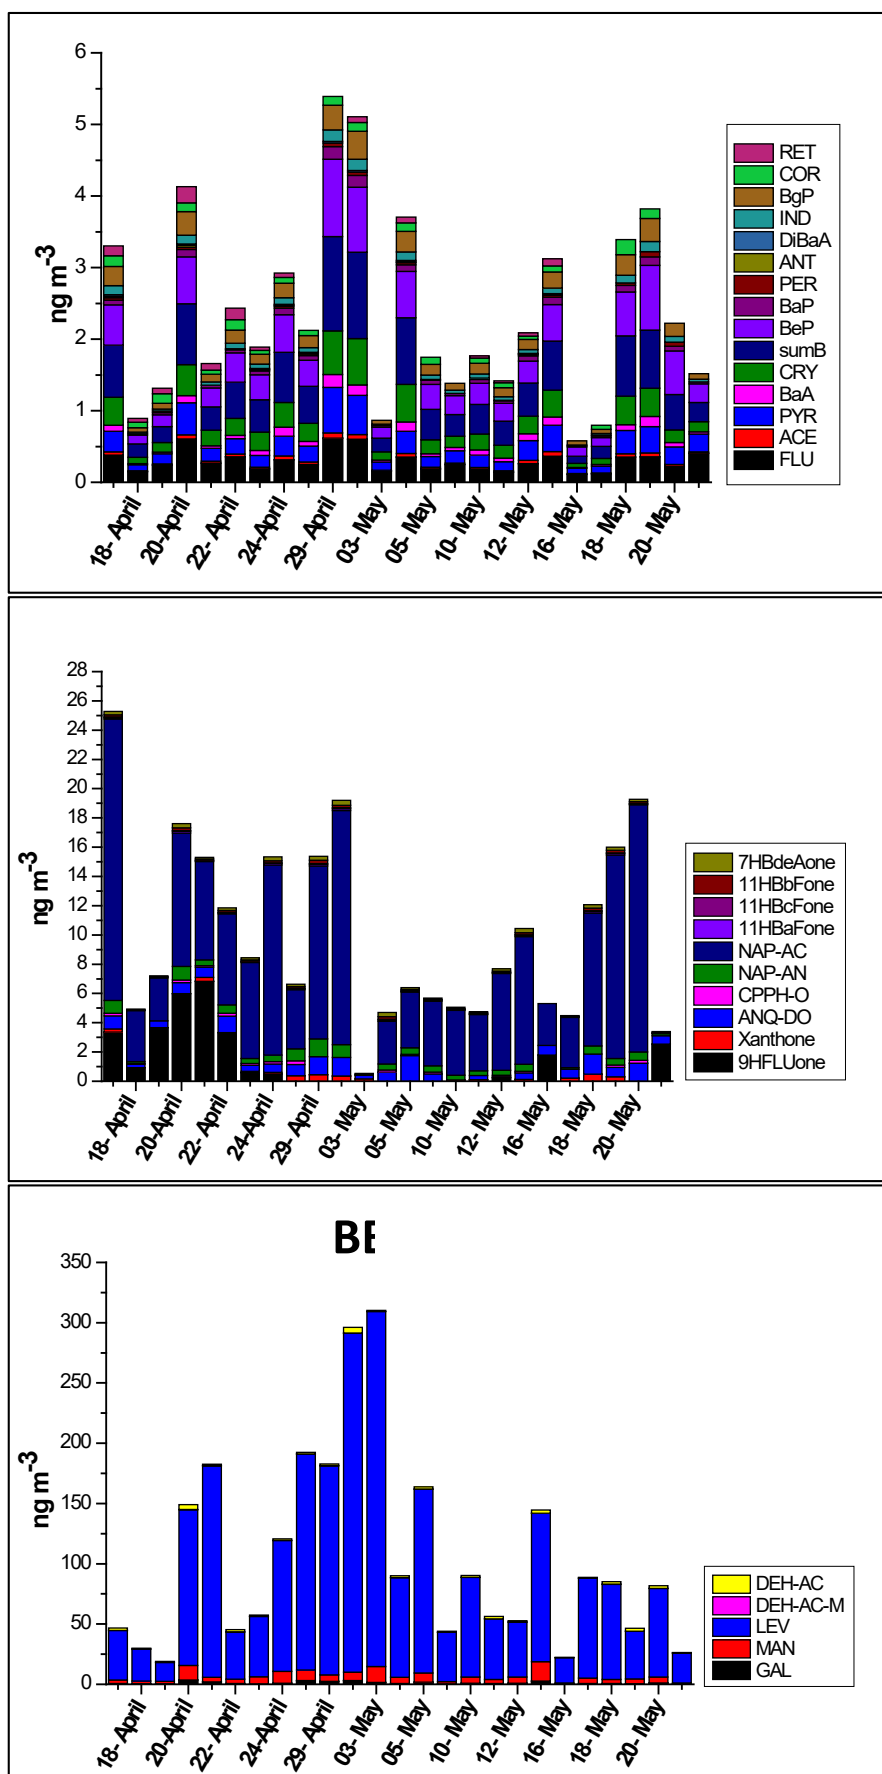 6
5
4
3
2
1
0
ng m-3
18- April
20-April
22- April
24-April
29- April
03- May
05- May
10- May
12- May
16- May
18- May
20- May
RET
COR
BgP
IND
DiBaA
ANT
PER
BaP
BeP
sumB
CRY
BaA
PYR
ACE
FLU
28
26
24
22
20
18
16
14
12
10
8
6
4
2
0
ng m-3
18- April
20-April
22- April
24-April
29- April
03- May
05- May
10- May
12- May
16- May
18- May
20- May
7HBdeAone
11HBbFone
11HBcFone
11HBaFone
NAP-AC
NAP-AN
CPPH-O
ANQ-DO
Xanthone
9HFLUone
350
300
250
200
150
100
50
0
ng m-3
18- April
20-April
22- April
24-April
29- April
03- May
05- May
10- May
12- May
16- May
18- May
20- May
DEH-AC
DEH-AC-M
LEV
MAN
GAL